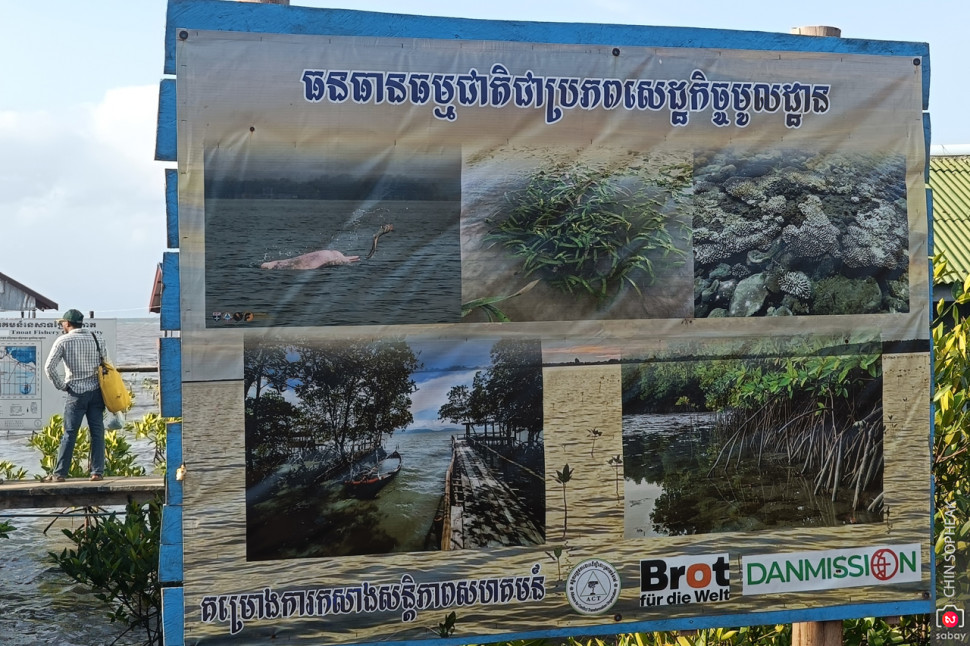 ធនធានធម្មជាតិជាប្រភពសេដ្ឋកិច្ចមូលដ្ឋាន
គម្រោងការកសាងសន្តិភាពសហគមន៍
ACT
Brot
für die Welt
DANMISSION
Tmeat Fishery
CHIN SOPHEAK
sabay